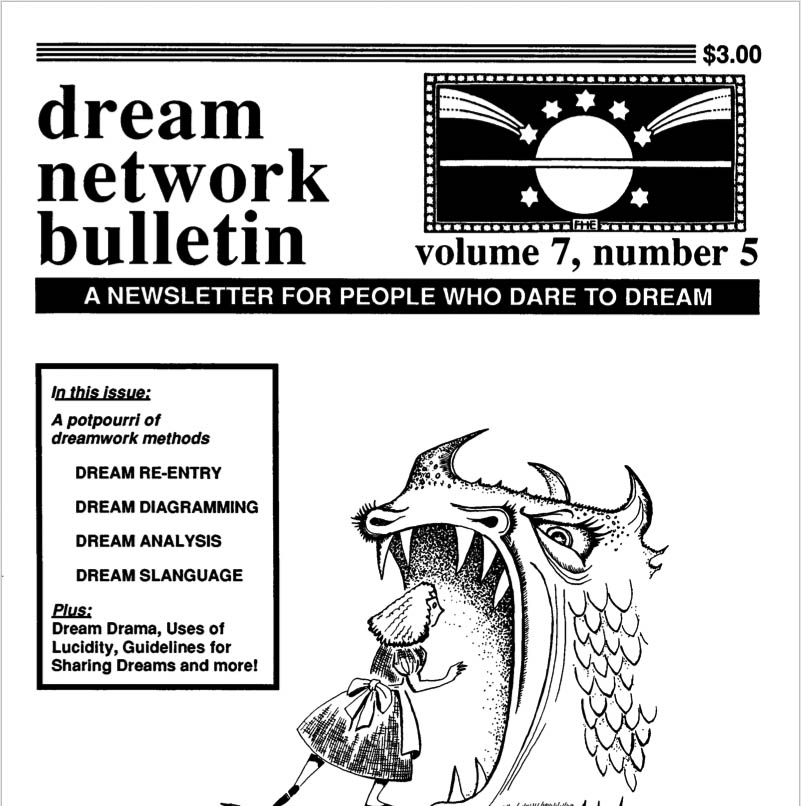 $3.00
dream
network
bulletin
FHE
volume 7, number 5
A NEWSLETTER FOR PEOPLE WHO DARE TO DREAM
In this issue:
A potpourri of
dreamwork methods
DREAM RE-ENTRY
DREAM DIAGRAMMING
DREAM ANALYSIS
DREAM SLANGUAGE
Plus:
Dream Drama, Uses of
Lucidity, Guidelines for
Sharing Dreams and more!